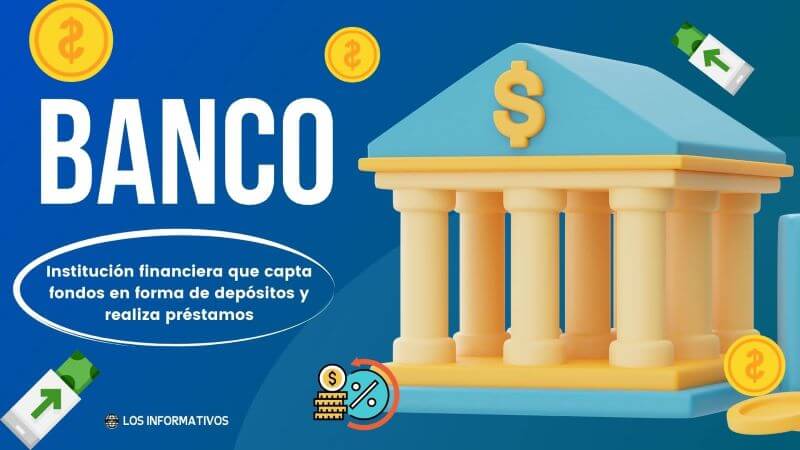 BANCO
Institución financiera que capta
fondos en forma de depósitos y
realiza préstamos
LOS INFORMATIVOS